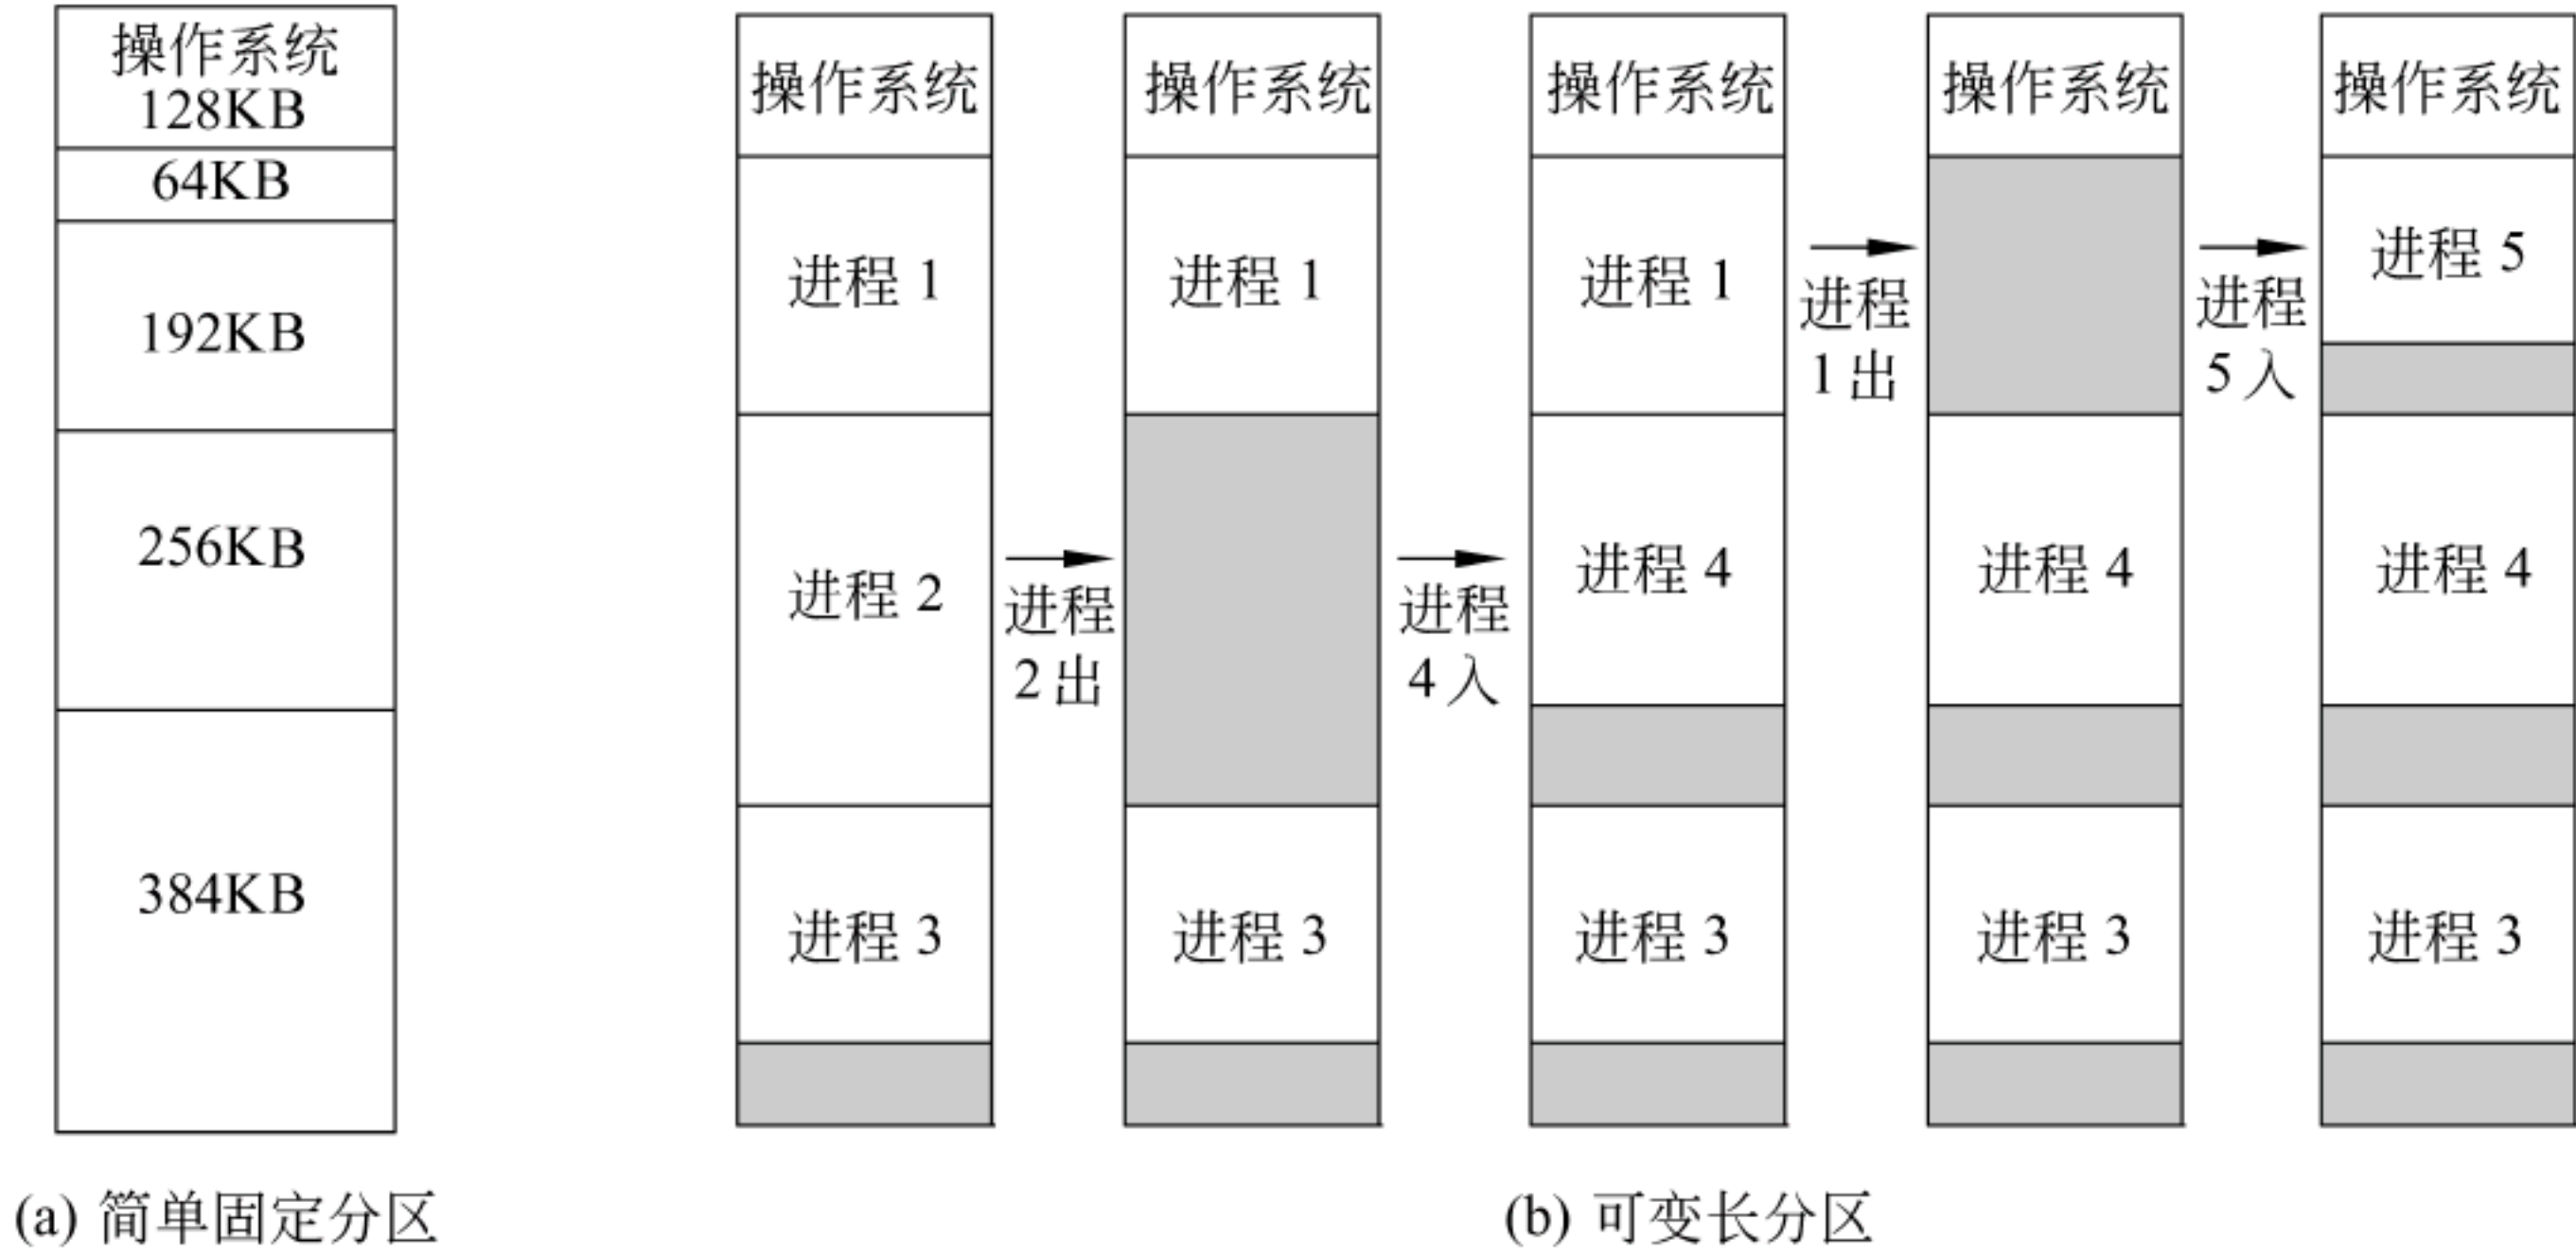 操作系统
128KB
64KB
192KB
256KB
384KB
(a) 简单固定分区
操作系统
进程 1
进程 2
进程 3
进程
2 出
操作系统
进程 1
进程 3
进程
4 入
操作系统
进程 1
进程 4
进程 3
进程
1 出
操作系统
进程 4
进程 3
进程
5 入
操作系统
进程 5
进程 4
进程 3
(b) 可变长分区